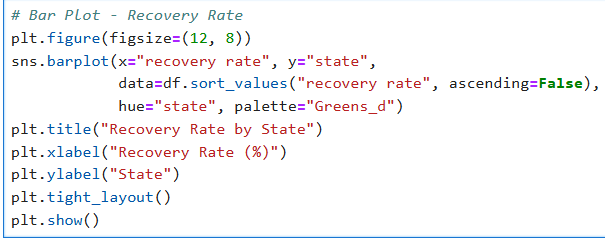 # Bar Plot - Recovery Rate
plt.figure(figsize=(12, 8))
sns.barplot(x="recovery rate", y="state",
            data=df.sort_values("recovery rate", ascending=False),
            hue="state", palette="Greens_d")
plt.title("Recovery Rate by State")
plt.xlabel("Recovery Rate (%)")
plt.ylabel("State")
plt.tight_layout()
plt.show()